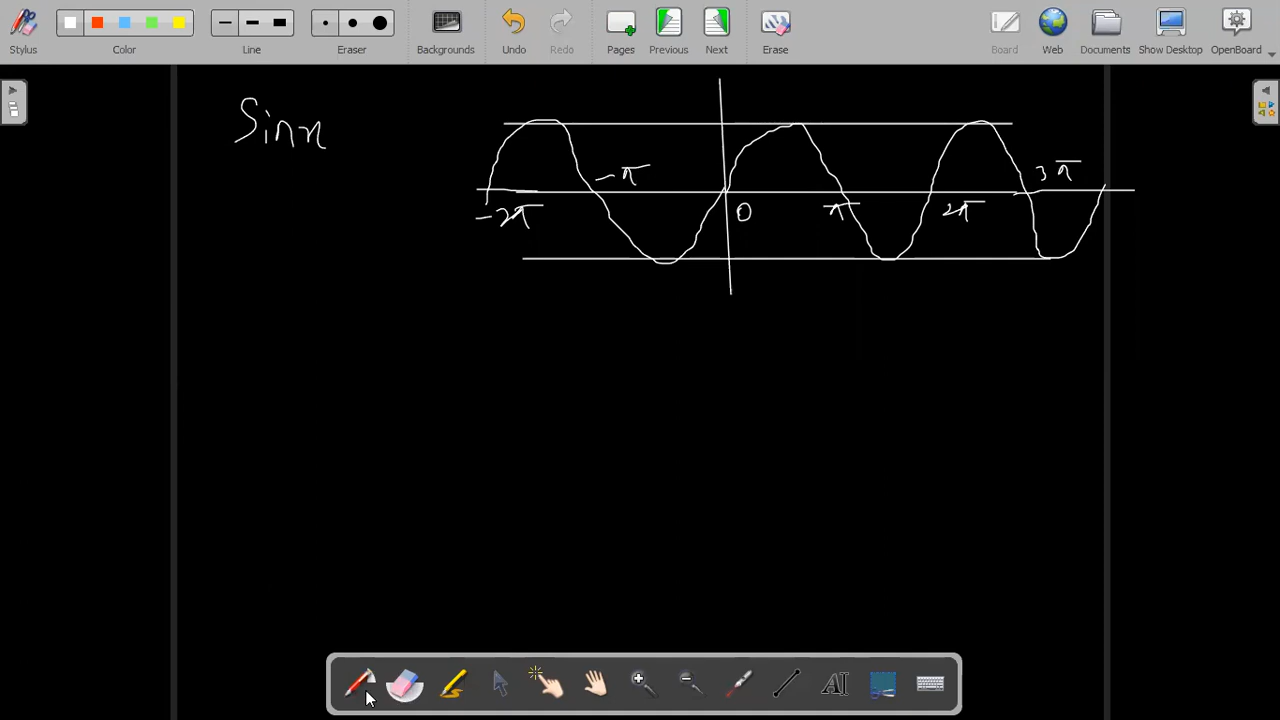 Stylus Color Line Eraser Backgrounds Undo Redo Pages Previous Next Erase Board Web Documents Show Desktop OpenBoard
Sinx
-π 3π
-2π 0 π 2π
AI